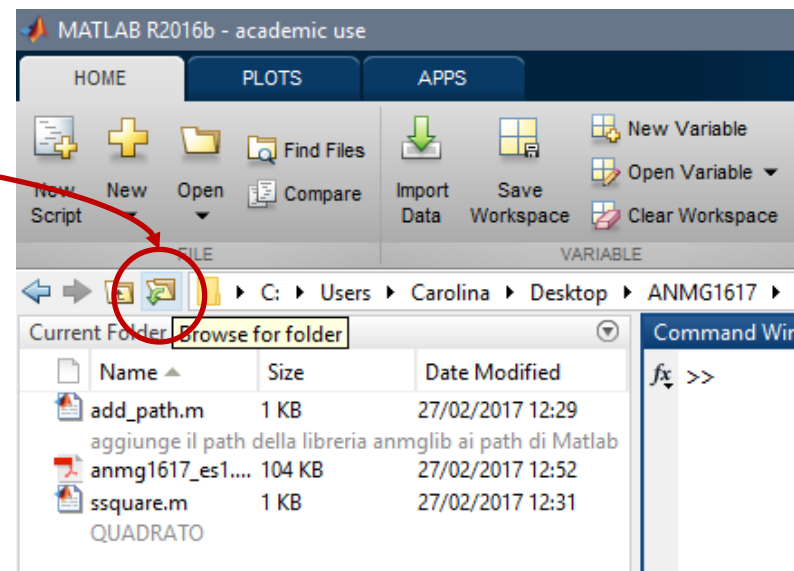 MATLAB R2016b - academic use
HOME PLOTS APPS
New Script
New
Open
Find Files
Compare
Import Data
Save Workspace
New Variable
Open Variable
Clear Workspace
FILE VARIABLE
C: Users Carolina Desktop ANMG1617
Current Folder Browse for folder Command Win
Name Size Date Modified
fx >>
add_path.m 1 KB 27/02/2017 12:29
aggiunge il path della libreria anmglib ai path di Matlab
anmg1617_es1.... 104 KB 27/02/2017 12:52
ssquare.m 1 KB 27/02/2017 12:31
QUADRATO